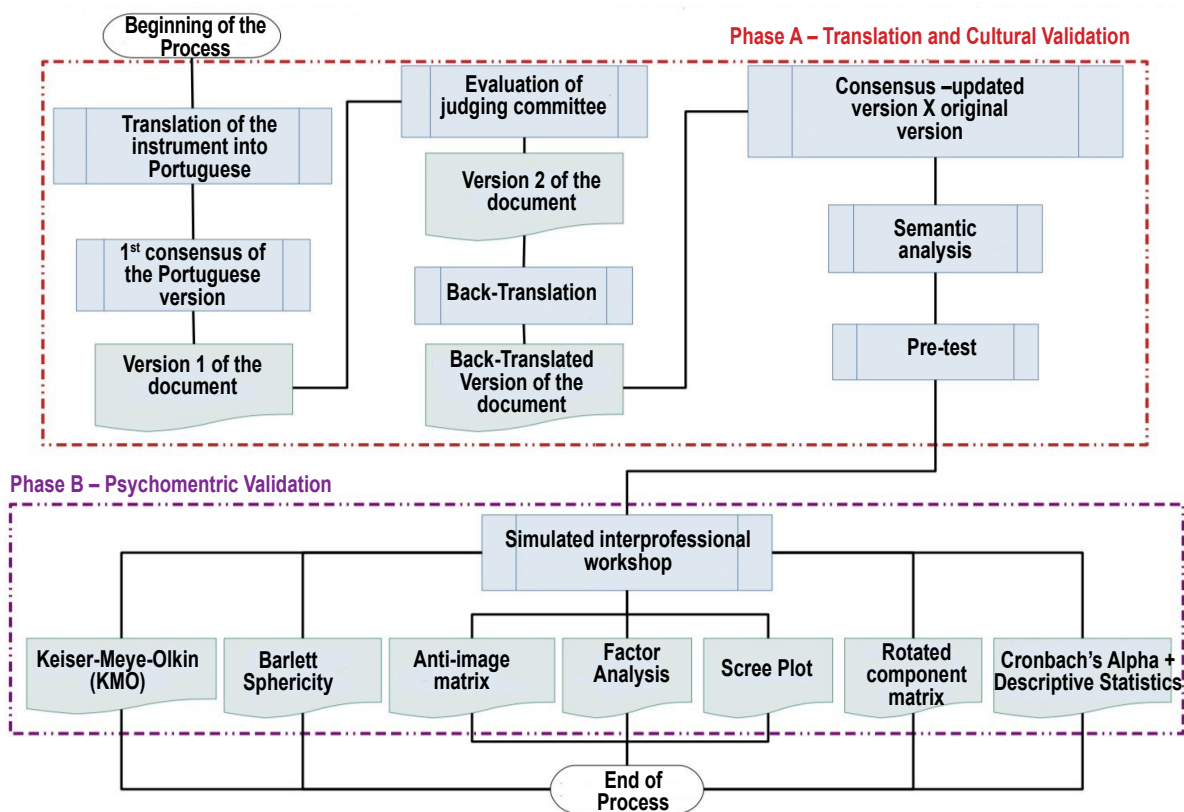 Beginning of the
Process
Phase A – Translation and Cultural Validation
Translation of the
instrument into
Portuguese
1st consensus of
the Portuguese
version
Version 1 of the
document
Evaluation of
judging committee
Version 2 of the
document
Back-Translation
Back-Translated
Version of the
document
Consensus –updated
version X original
version
Semantic
analysis
Pre-test
Phase B – Psychomentric Validation
Simulated interprofessional
workshop
Keiser-Meye-Olkin
(KMO)
Barlett
Sphericity
Anti-image
matrix
Factor
Analysis
Scree Plot
Rotated
component
matrix
Cronbach's Alpha +
Descriptive Statistics
End of
Process